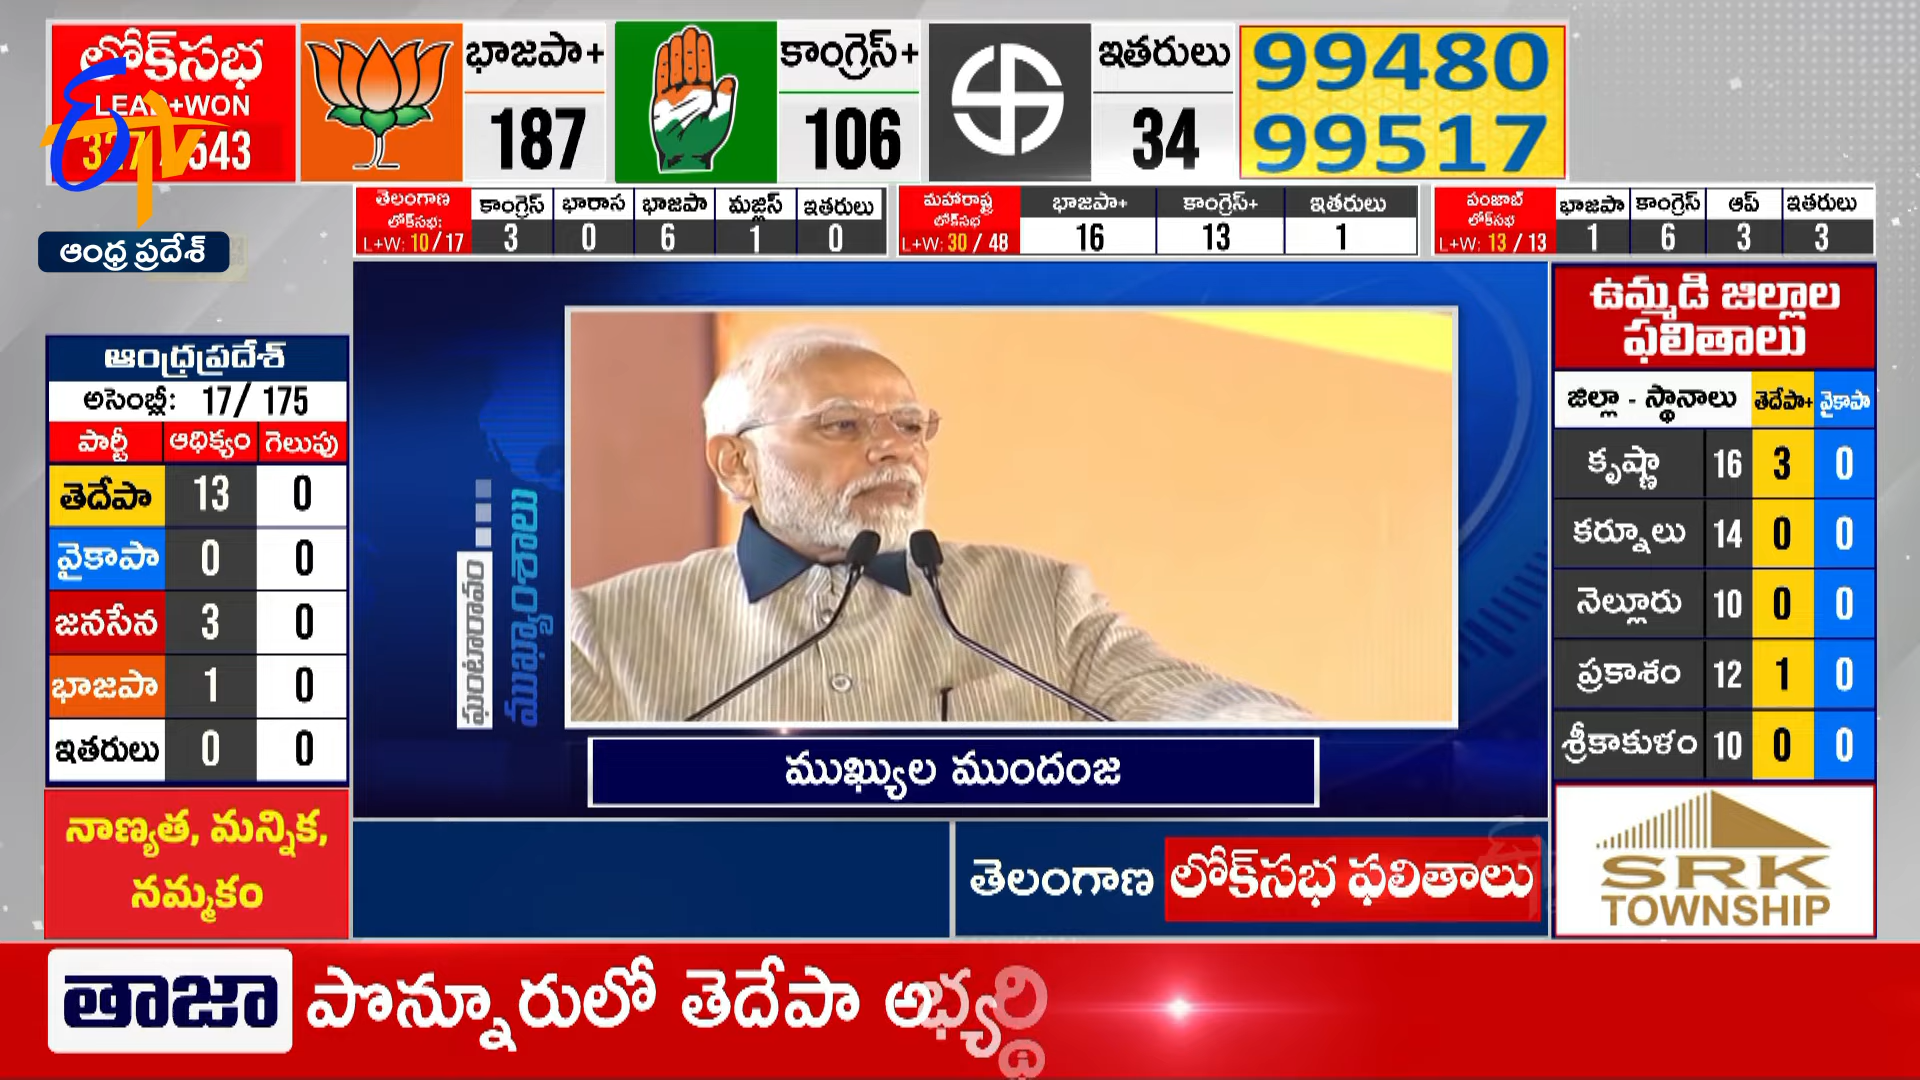 లోక్‌సభ
LEAD+WON
327 / 543
భాజపా+
187
కాంగ్రెస్+
106
ఇతరులు
34
99480
99517
ETV
ఆంధ్ర ప్రదేశ్
తెలంగాణ
లోక్‌సభ:
L+W: 10 / 17
కాంగ్రెస్ భారాస భాజపా మజ్లిస్ ఇతరులు
3 0 6 1 0
మహారాష్ట్ర
లోక్‌సభ
L+W: 30 / 48
భాజపా+ కాంగ్రెస్+ ఇతరులు
16 13 1
పంజాబ్
లోక్‌సభ
L+W: 13 / 13
భాజపా కాంగ్రెస్ ఆప్ ఇతరులు
1 6 3 3
ఆంధ్రప్రదేశ్
అసెంబ్లీ: 17/ 175
పార్టీ ఆధిక్యం గెలుపు
తెదేపా 13 0
వైకాపా 0 0
జనసేన 3 0
భాజపా 1 0
ఇతరులు 0 0
నాణ్యత, మన్నిక,
నమ్మకం
ఘంటారావం
ముఖ్యాంశాలు
ముఖ్యుల ముందంజ
తెలంగాణ లోక్‌సభ ఫలితాలు
ఉమ్మడి జిల్లాల
ఫలితాలు
జిల్లా - స్థానాలు తెదేపా+ వైకాపా
కృష్ణా 16 3 0
కర్నూలు 14 0 0
నెల్లూరు 10 0 0
ప్రకాశం 12 1 0
శ్రీకాకుళం 10 0 0
SRK
TOWNSHIP
తాజా పొన్నూరులో తెదేపా అభ్యర్థి